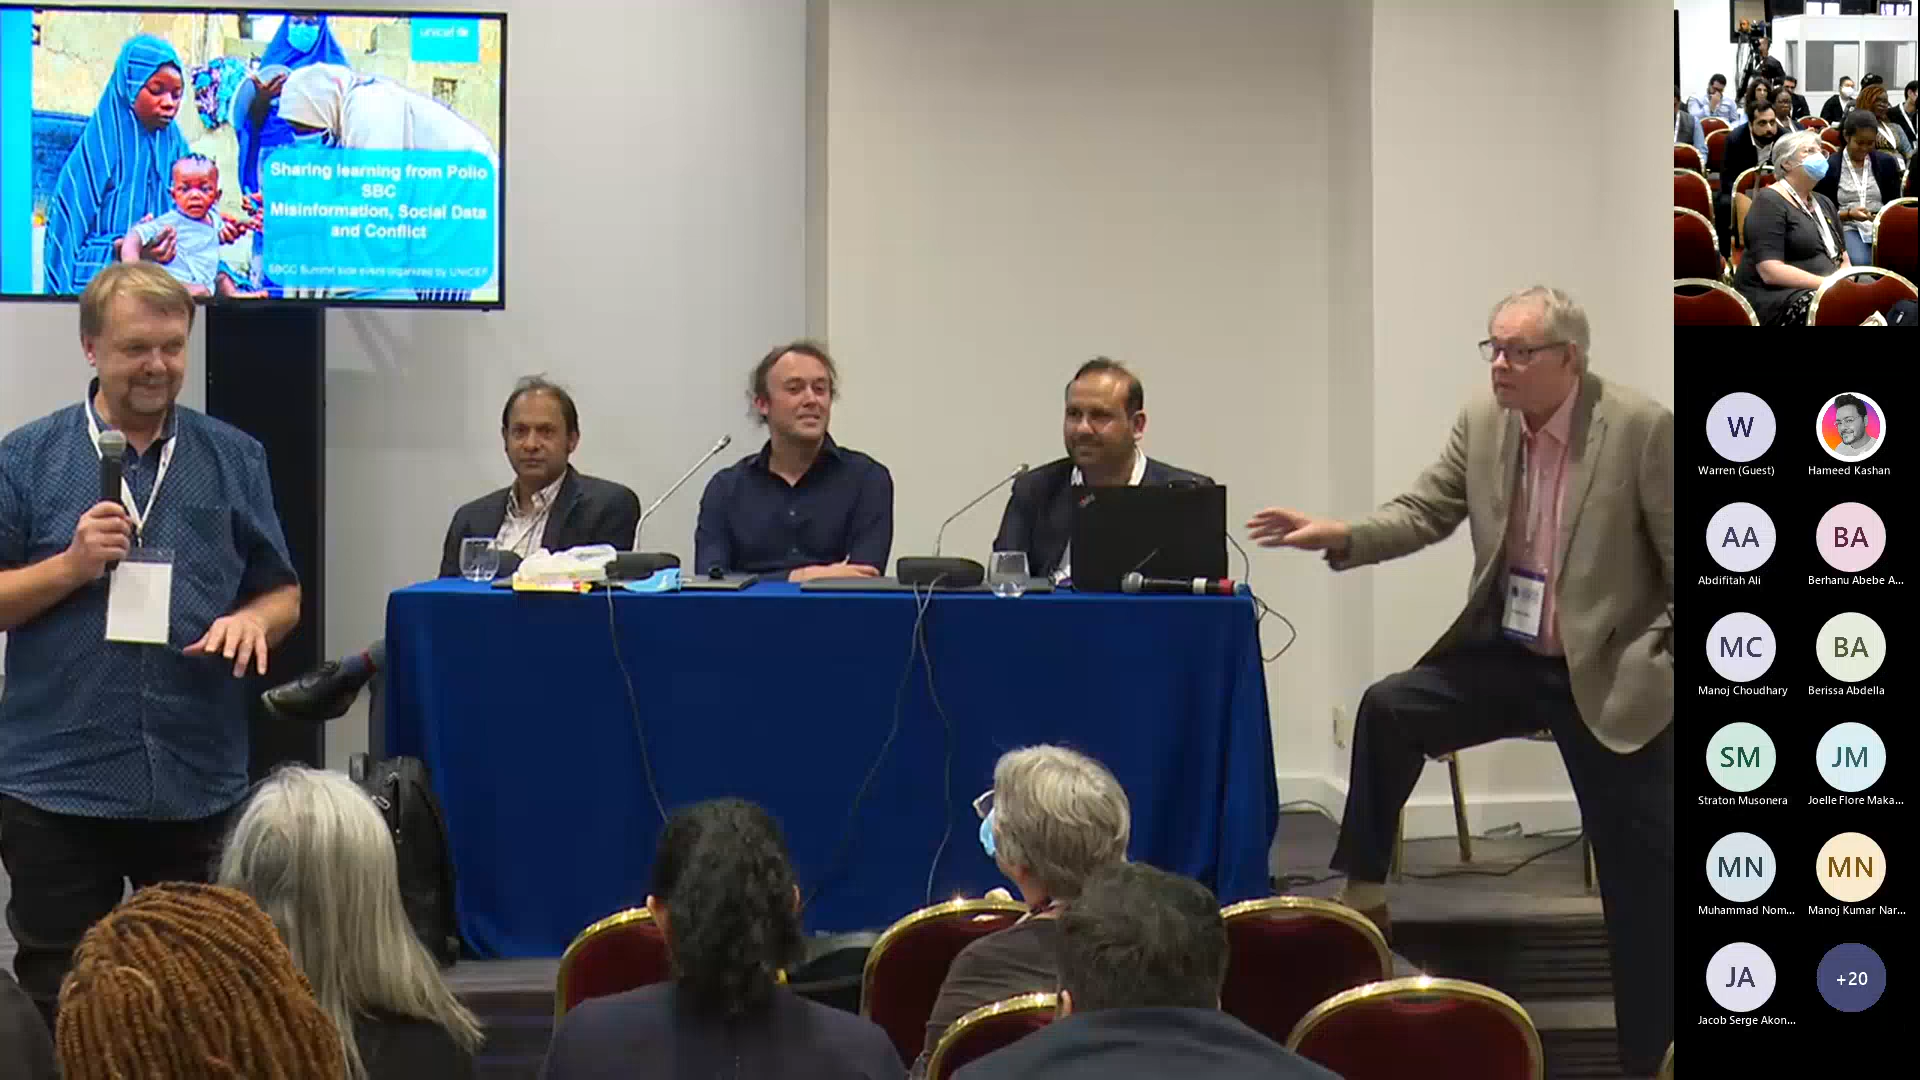 unicef
Sharing learning from Polio
SBC
Misinformation, Social Data
and Conflict
SBCC Summit side event organized by UNICEF
W
Warren (Guest)
Hameed Kashan
AA
Abdifitah Ali
BA
Berhanu Abebe A...
MC
Manoj Choudhary
BA
Berissa Abdella
SM
Straton Musonera
JM
Joelle Flore Maka...
MN
Muhammad Nom...
MN
Manoj Kumar Nar...
JA
Jacob Serge Akon...
+20